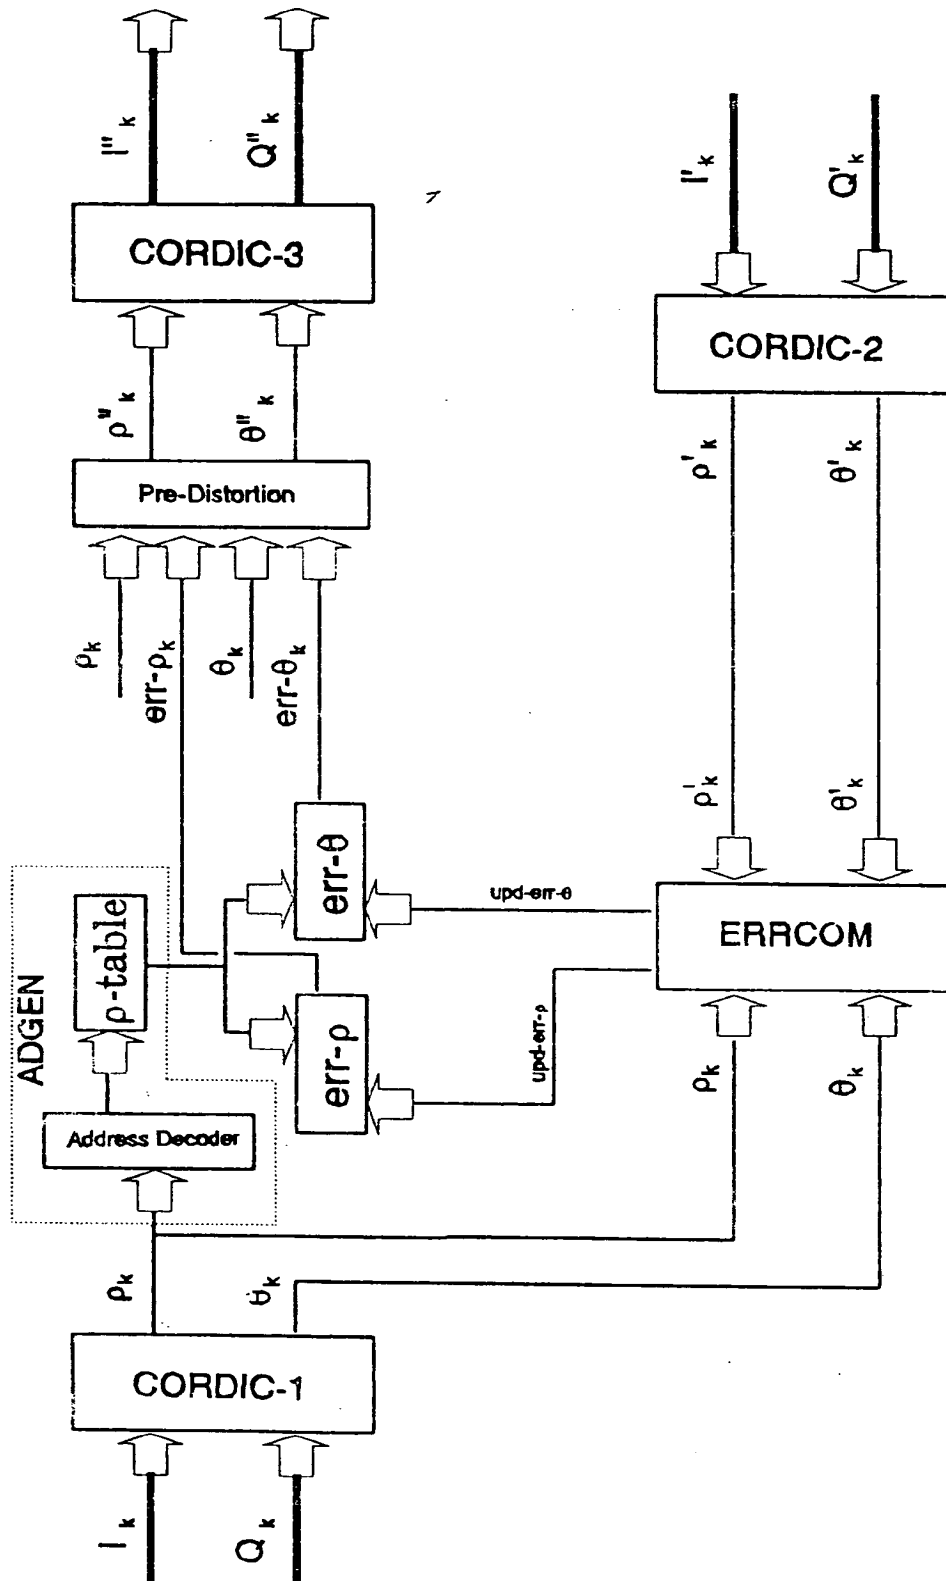 I"k
Q"k
CORDIC-3
I'k
Q'k
CORDIC-2
ρ"k
θ"k
ρ'k
θ'k
Pre-Distortion
ρk
err-ρk
θk
err-θk
ρ'k
θ'k
ADGEN
ρ-table
err-θ
upd-err-θ
ERRCOM
err-ρ
upd-err-ρ
Address Decoder
ρk
θk
ρk
θk
CORDIC-1
Ik
Qk